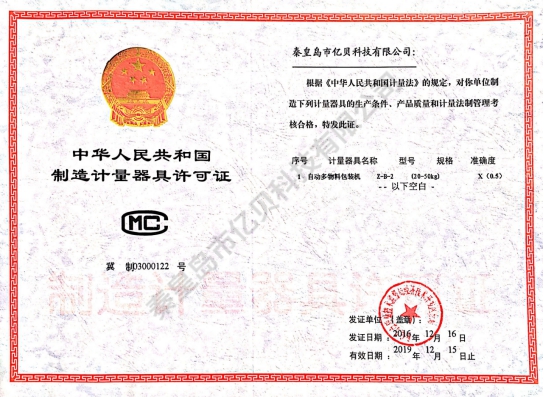 中华人民共和国
制造计量器具许可证
CMC
冀 制03000122 号
秦皇岛市亿贝科技有限公司：
根据《中华人民共和国计量法》的规定，对你单位制
造下列计量器具的生产条件、产品质量和计量法制管理考
核合格，特发此证。
序号 计量器具名称 型号 规格 准确度
1 自动多物料包装机 Z-B-2 (20-50kg) X (0.5)
-- 以下空白 --
发证单位（盖章）：
发证日期 2016 年 12 月 16 日
有效日期 2019 年 12 月 15 日止
秦皇岛市亿贝科技有限公司